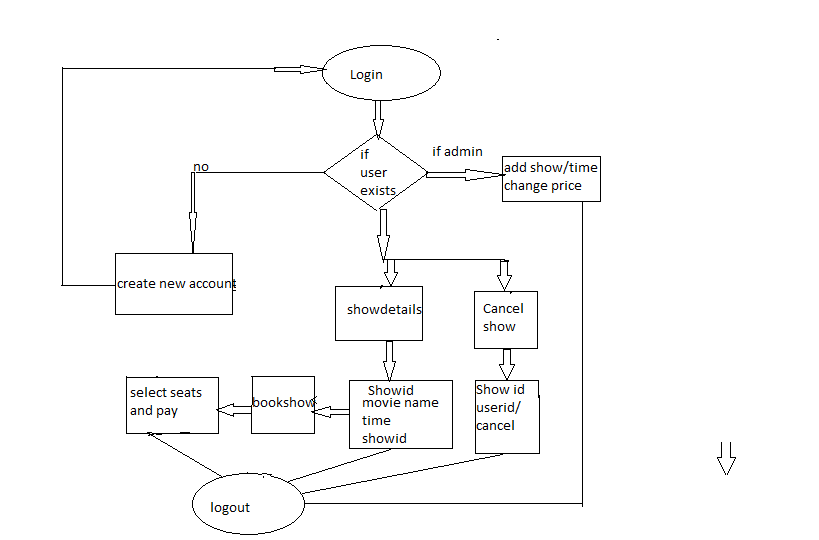 Login
if
user
exists
if admin
add show/time
change price
no
create new account
showdetails
Cancel
show
select seats
and pay
bookshow
Showid
movie name
time
showid
Show id
userid/
cancel
logout